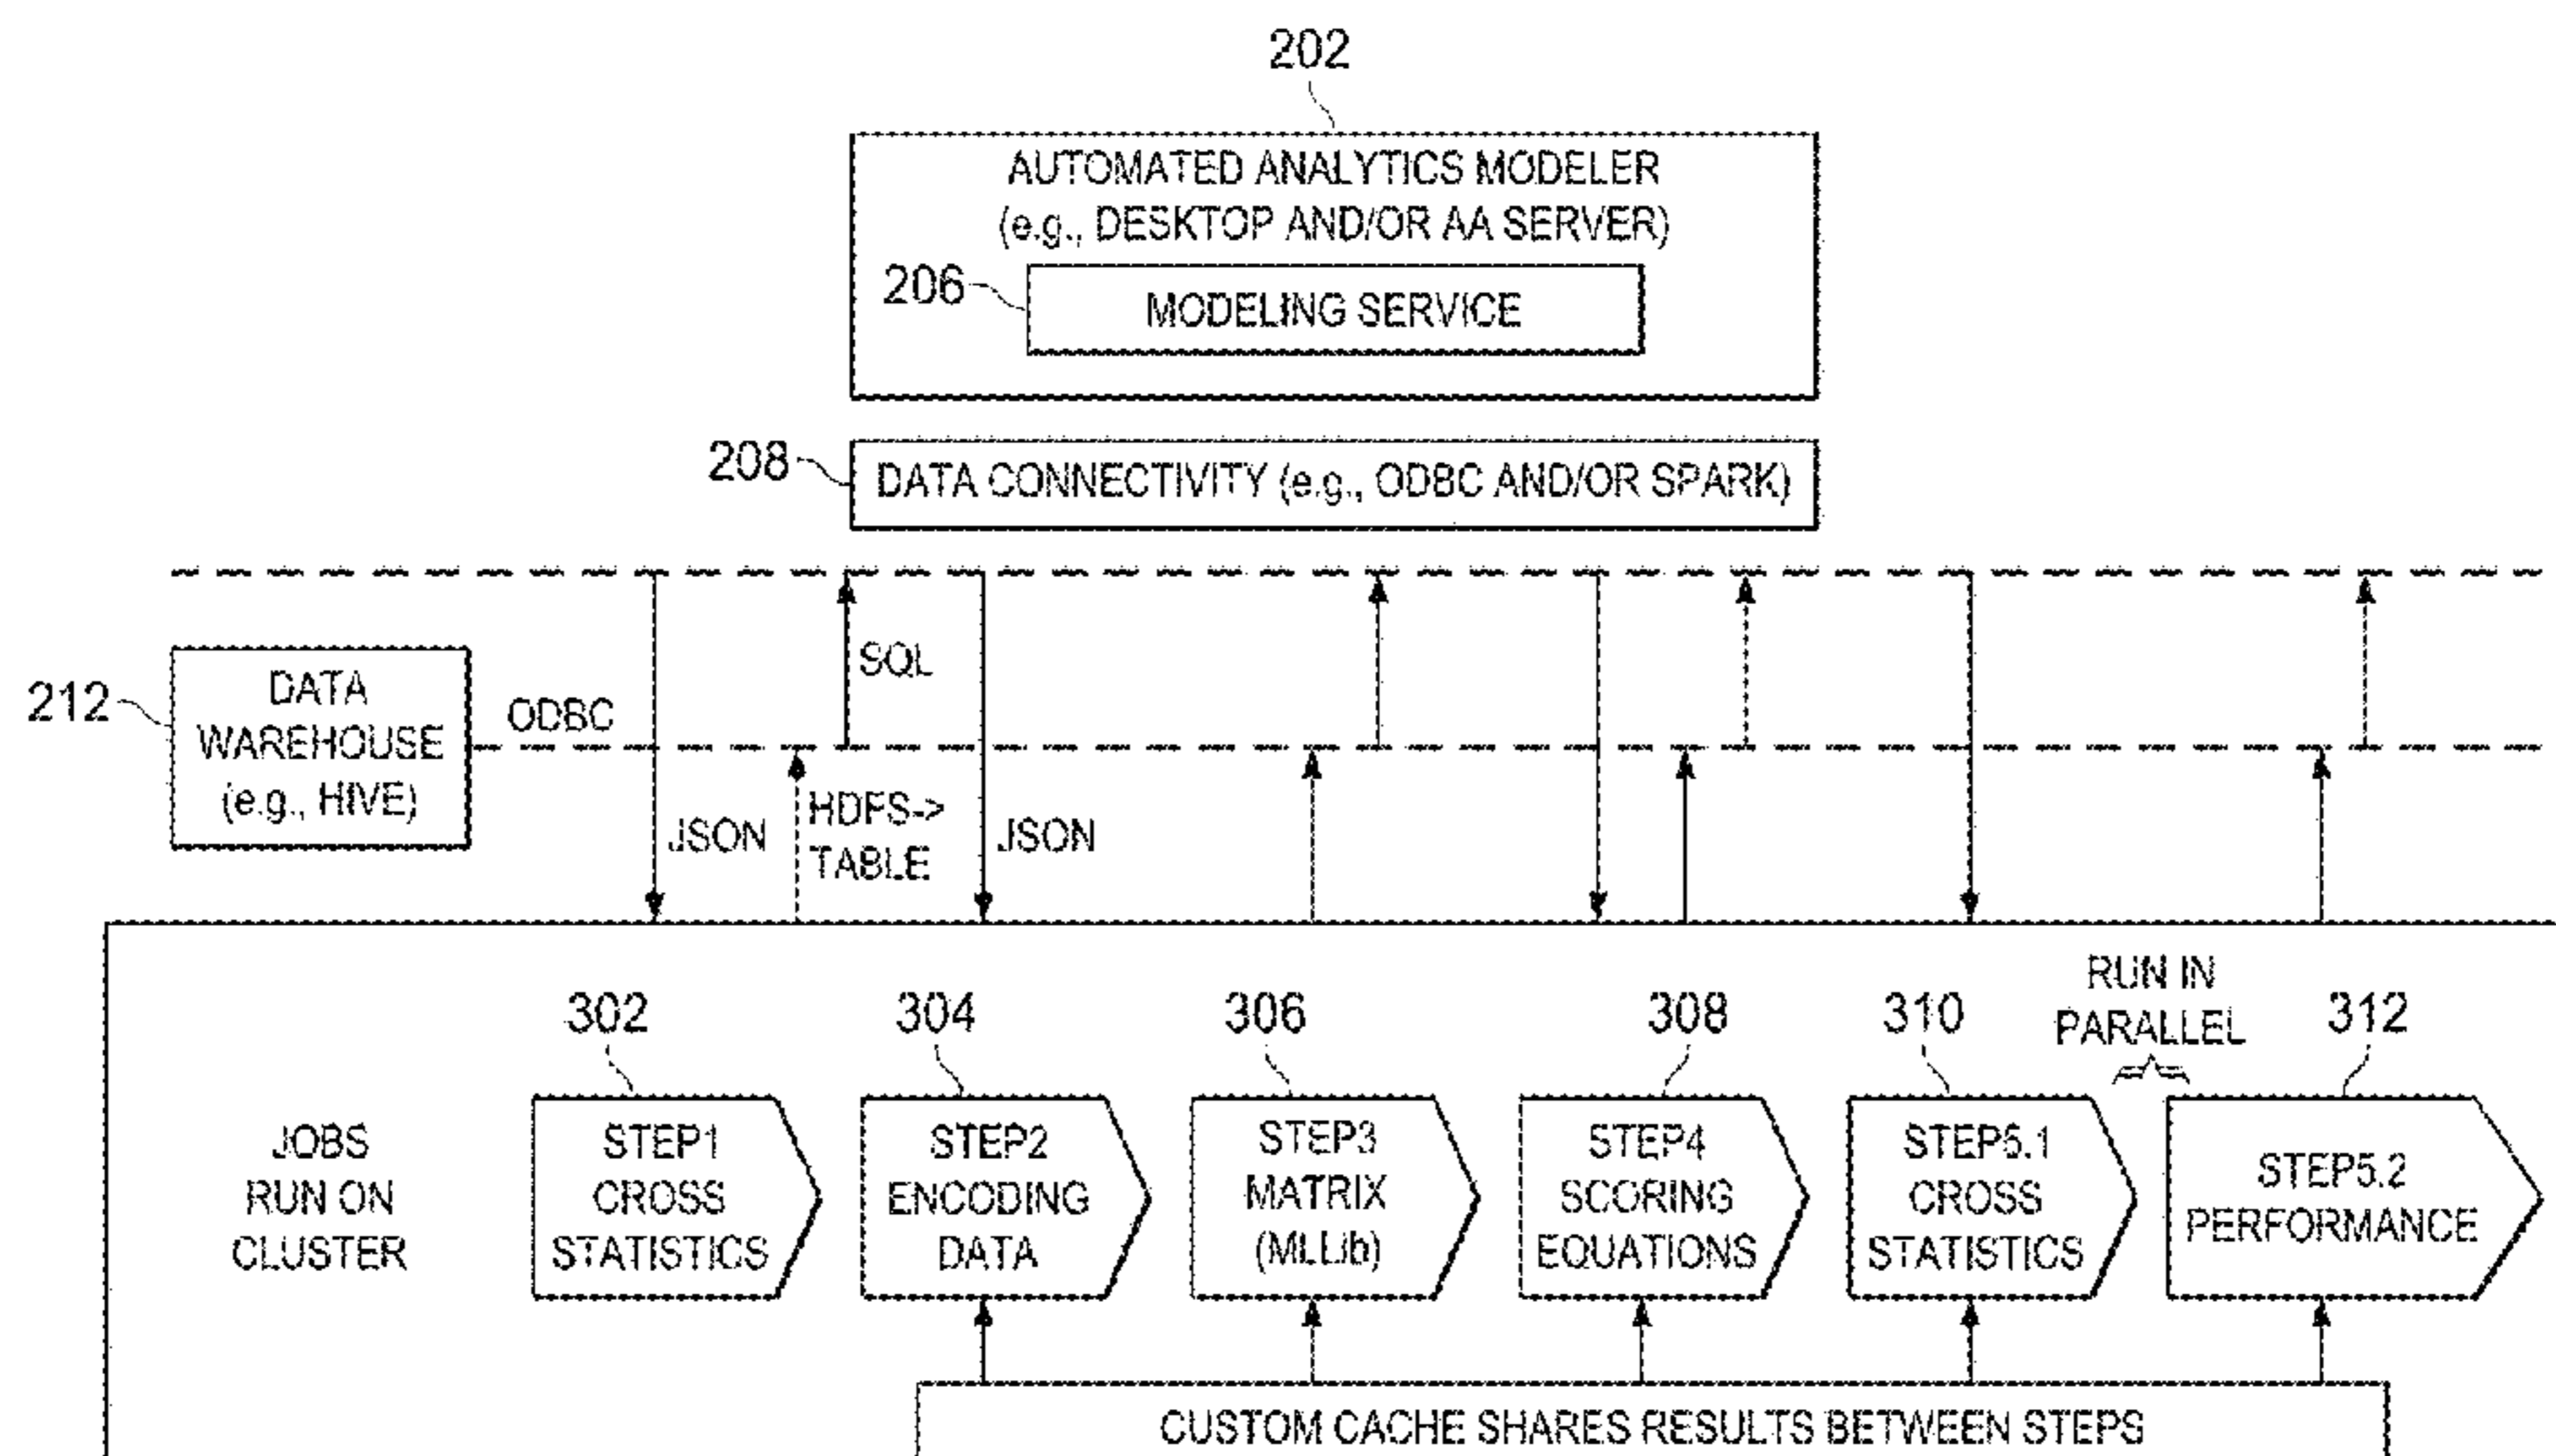 202
AUTOMATED ANALYTICS MODELER
(e.g., DESKTOP AND/OR AA SERVER)
206
MODELING SERVICE
208
DATA CONNECTIVITY (e.g., ODBC AND/OR SPARK)
212
DATA
WAREHOUSE
(e.g., HIVE)
ODBC
SQL
JSON
HDFS->
TABLE
JSON
JOBS
RUN ON
CLUSTER
302
STEP1
CROSS
STATISTICS
304
STEP2
ENCODING
DATA
306
STEP3
MATRIX
(MLLib)
308
STEP4
SCORING
EQUATIONS
310
STEP5.1
CROSS
STATISTICS
RUN IN
PARALLEL
312
STEP5.2
PERFORMANCE
CUSTOM CACHE SHARES RESULTS BETWEEN STEPS